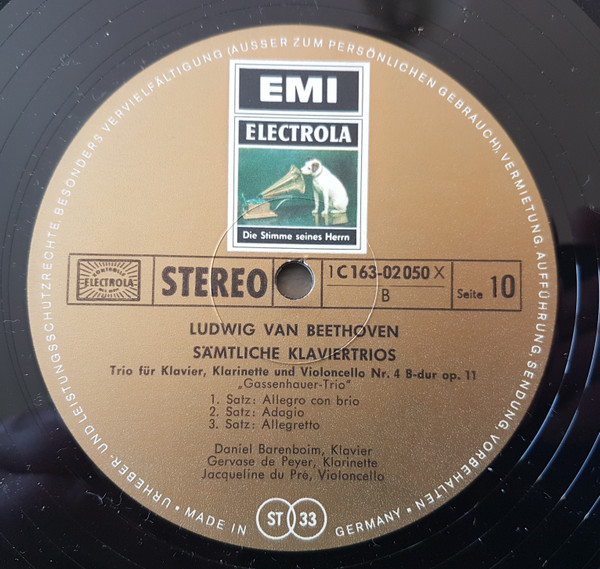 URHEBER- UND LEISTUNGSSCHUTZRECHTE, BESONDERS VERVIELFÄLTIGUNG (AUSSER ZUM PERSÖNLICHEN GEBRAUCH), VERMIETUNG, AUFFÜHRUNG, SENDUNG VORBEHALTEN
EMI
ELECTROLA
Die Stimme seines Herrn
ELECTROLA
STEREO
1 C 163-02 050 X
B
Seite 10
LUDWIG VAN BEETHOVEN
SÄMTLICHE KLAVIERTRIOS
Trio für Klavier, Klarinette und Violoncello Nr. 4 B-dur op. 11
„Gassenhauer-Trio"
1. Satz: Allegro con brio
2. Satz: Adagio
3. Satz: Allegretto
Daniel Barenboim, Klavier
Gervase de Peyer, Klarinette
Jacqueline du Pré, Violoncello
• MADE IN ST 33 GERMANY •